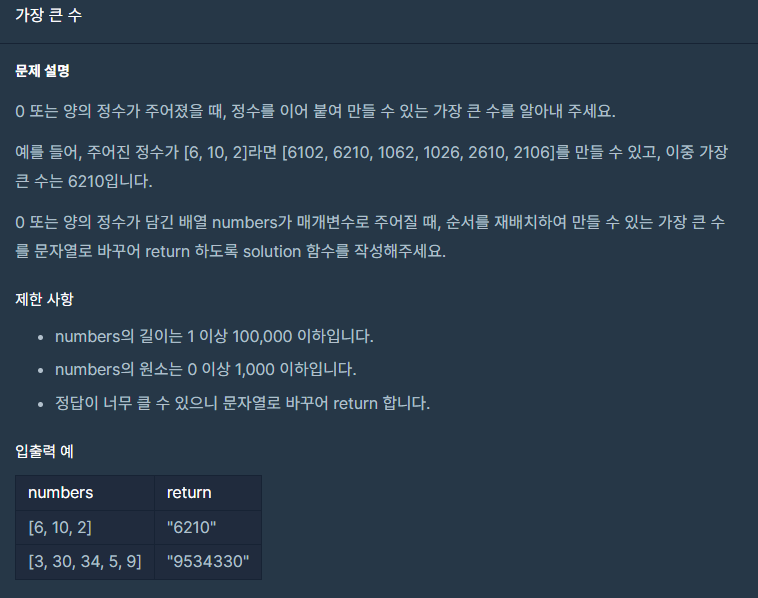 가장 큰 수
문제 설명
0 또는 양의 정수가 주어졌을 때, 정수를 이어 붙여 만들 수 있는 가장 큰 수를 알아내 주세요.
예를 들어, 주어진 정수가 [6, 10, 2]라면 [6102, 6210, 1062, 1026, 2610, 2106]를 만들 수 있고, 이중 가장
큰 수는 6210입니다.
0 또는 양의 정수가 담긴 배열 numbers가 매개변수로 주어질 때, 순서를 재배치하여 만들 수 있는 가장 큰 수
를 문자열로 바꾸어 return 하도록 solution 함수를 작성해주세요.
제한 사항
• numbers의 길이는 1 이상 100,000 이하입니다.
• numbers의 원소는 0 이상 1,000 이하입니다.
• 정답이 너무 클 수 있으니 문자열로 바꾸어 return 합니다.
입출력 예
numbers return
[6, 10, 2] "6210"
[3, 30, 34, 5, 9] "9534330"